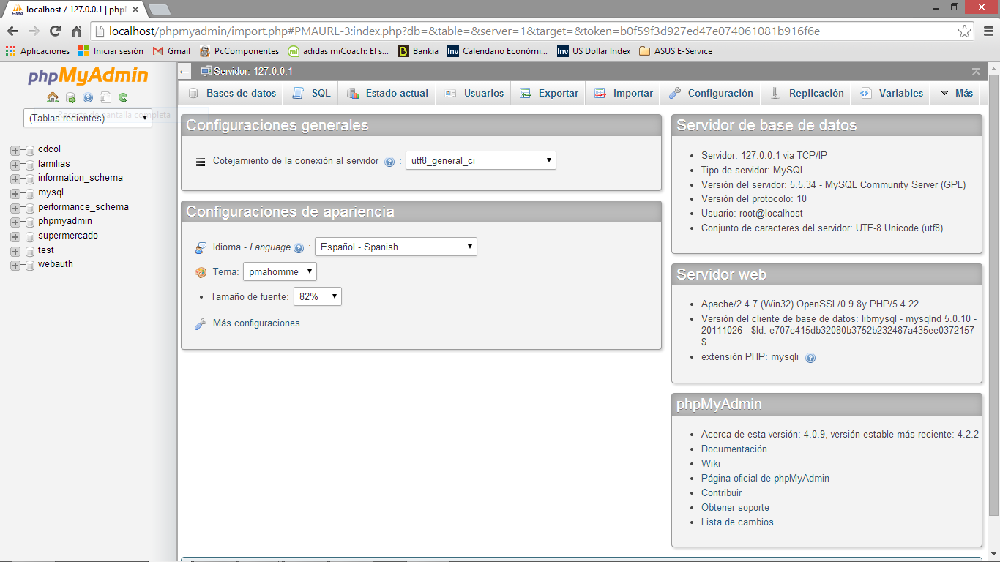 localhost / 127.0.0.1 | phpl
localhost/phpmyadmin/import.php#PMAURL-3:index.php?db=&table=&server=1&target=&token=b0f59f3d927ed47e074061081b916f6e
Aplicaciones Iniciar sesión Gmail PcComponentes adidas miCoach: El s... Bankia Calendario Económi... US Dollar Index ASUS E-Service
phpMyAdmin
(Tablas recientes) ...
cdcol
familias
information_schema
mysql
performance_schema
phpmyadmin
supermercado
test
webauth
Servidor: 127.0.0.1
Bases de datos SQL Estado actual Usuarios Exportar Importar Configuración Replicación Variables Más
Configuraciones generales
Cotejamiento de la conexión al servidor : utf8_general_ci
Configuraciones de apariencia
Idioma - Language : Español - Spanish
Tema: pmahomme
Tamaño de fuente: 82%
Más configuraciones
Servidor de base de datos
Servidor: 127.0.0.1 via TCP/IP
Tipo de servidor: MySQL
Versión del servidor: 5.5.34 - MySQL Community Server (GPL)
Versión del protocolo: 10
Usuario: root@localhost
Conjunto de caracteres del servidor: UTF-8 Unicode (utf8)
Servidor web
Apache/2.4.7 (Win32) OpenSSL/0.9.8y PHP/5.4.22
Versión del cliente de base de datos: libmysql - mysqlnd 5.0.10 -
20111026 - $Id: e707c415db32080b3752b232487a435ee0372157
$
extensión PHP: mysqli
phpMyAdmin
Acerca de esta versión: 4.0.9, versión estable más reciente: 4.2.2
Documentación
Wiki
Página oficial de phpMyAdmin
Contribuir
Obtener soporte
Lista de cambios